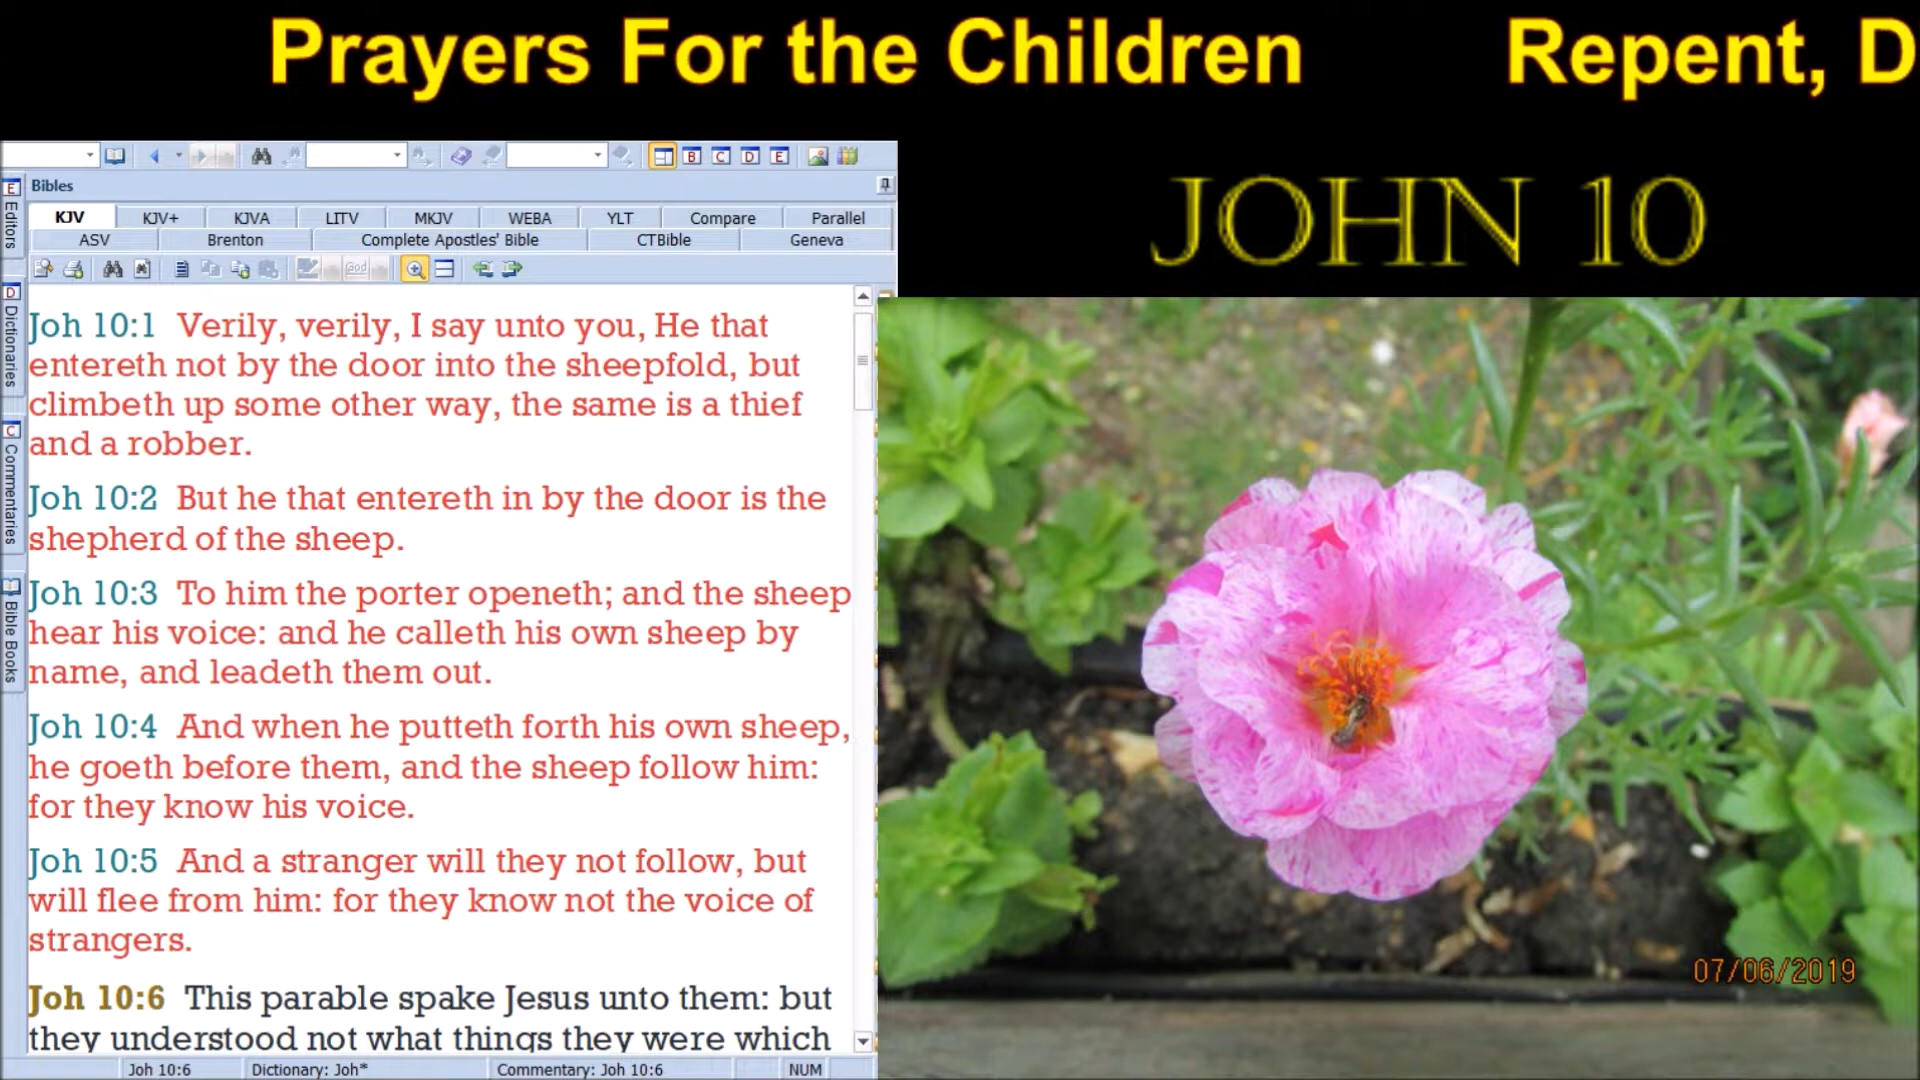 Prayers For the Children Repent, D
JOHN 10
B C D E
Bibles
KJV KJV+ KJVA LITV MKJV WEBA YLT Compare Parallel
ASV Brenton Complete Apostles' Bible CTBible Geneva
God
E Editors
D Dictionaries
C Commentaries
Bible Books
Joh 10:1 Verily, verily, I say unto you, He that
entereth not by the door into the sheepfold, but
climbeth up some other way, the same is a thief
and a robber.
Joh 10:2 But he that entereth in by the door is the
shepherd of the sheep.
Joh 10:3 To him the porter openeth; and the sheep
hear his voice: and he calleth his own sheep by
name, and leadeth them out.
Joh 10:4 And when he putteth forth his own sheep,
he goeth before them, and the sheep follow him:
for they know his voice.
Joh 10:5 And a stranger will they not follow, but
will flee from him: for they know not the voice of
strangers.
Joh 10:6 This parable spake Jesus unto them: but
they understood not what things they were which
Joh 10:6 Dictionary: Joh* Commentary: Joh 10:6 NUM
07/06/2019